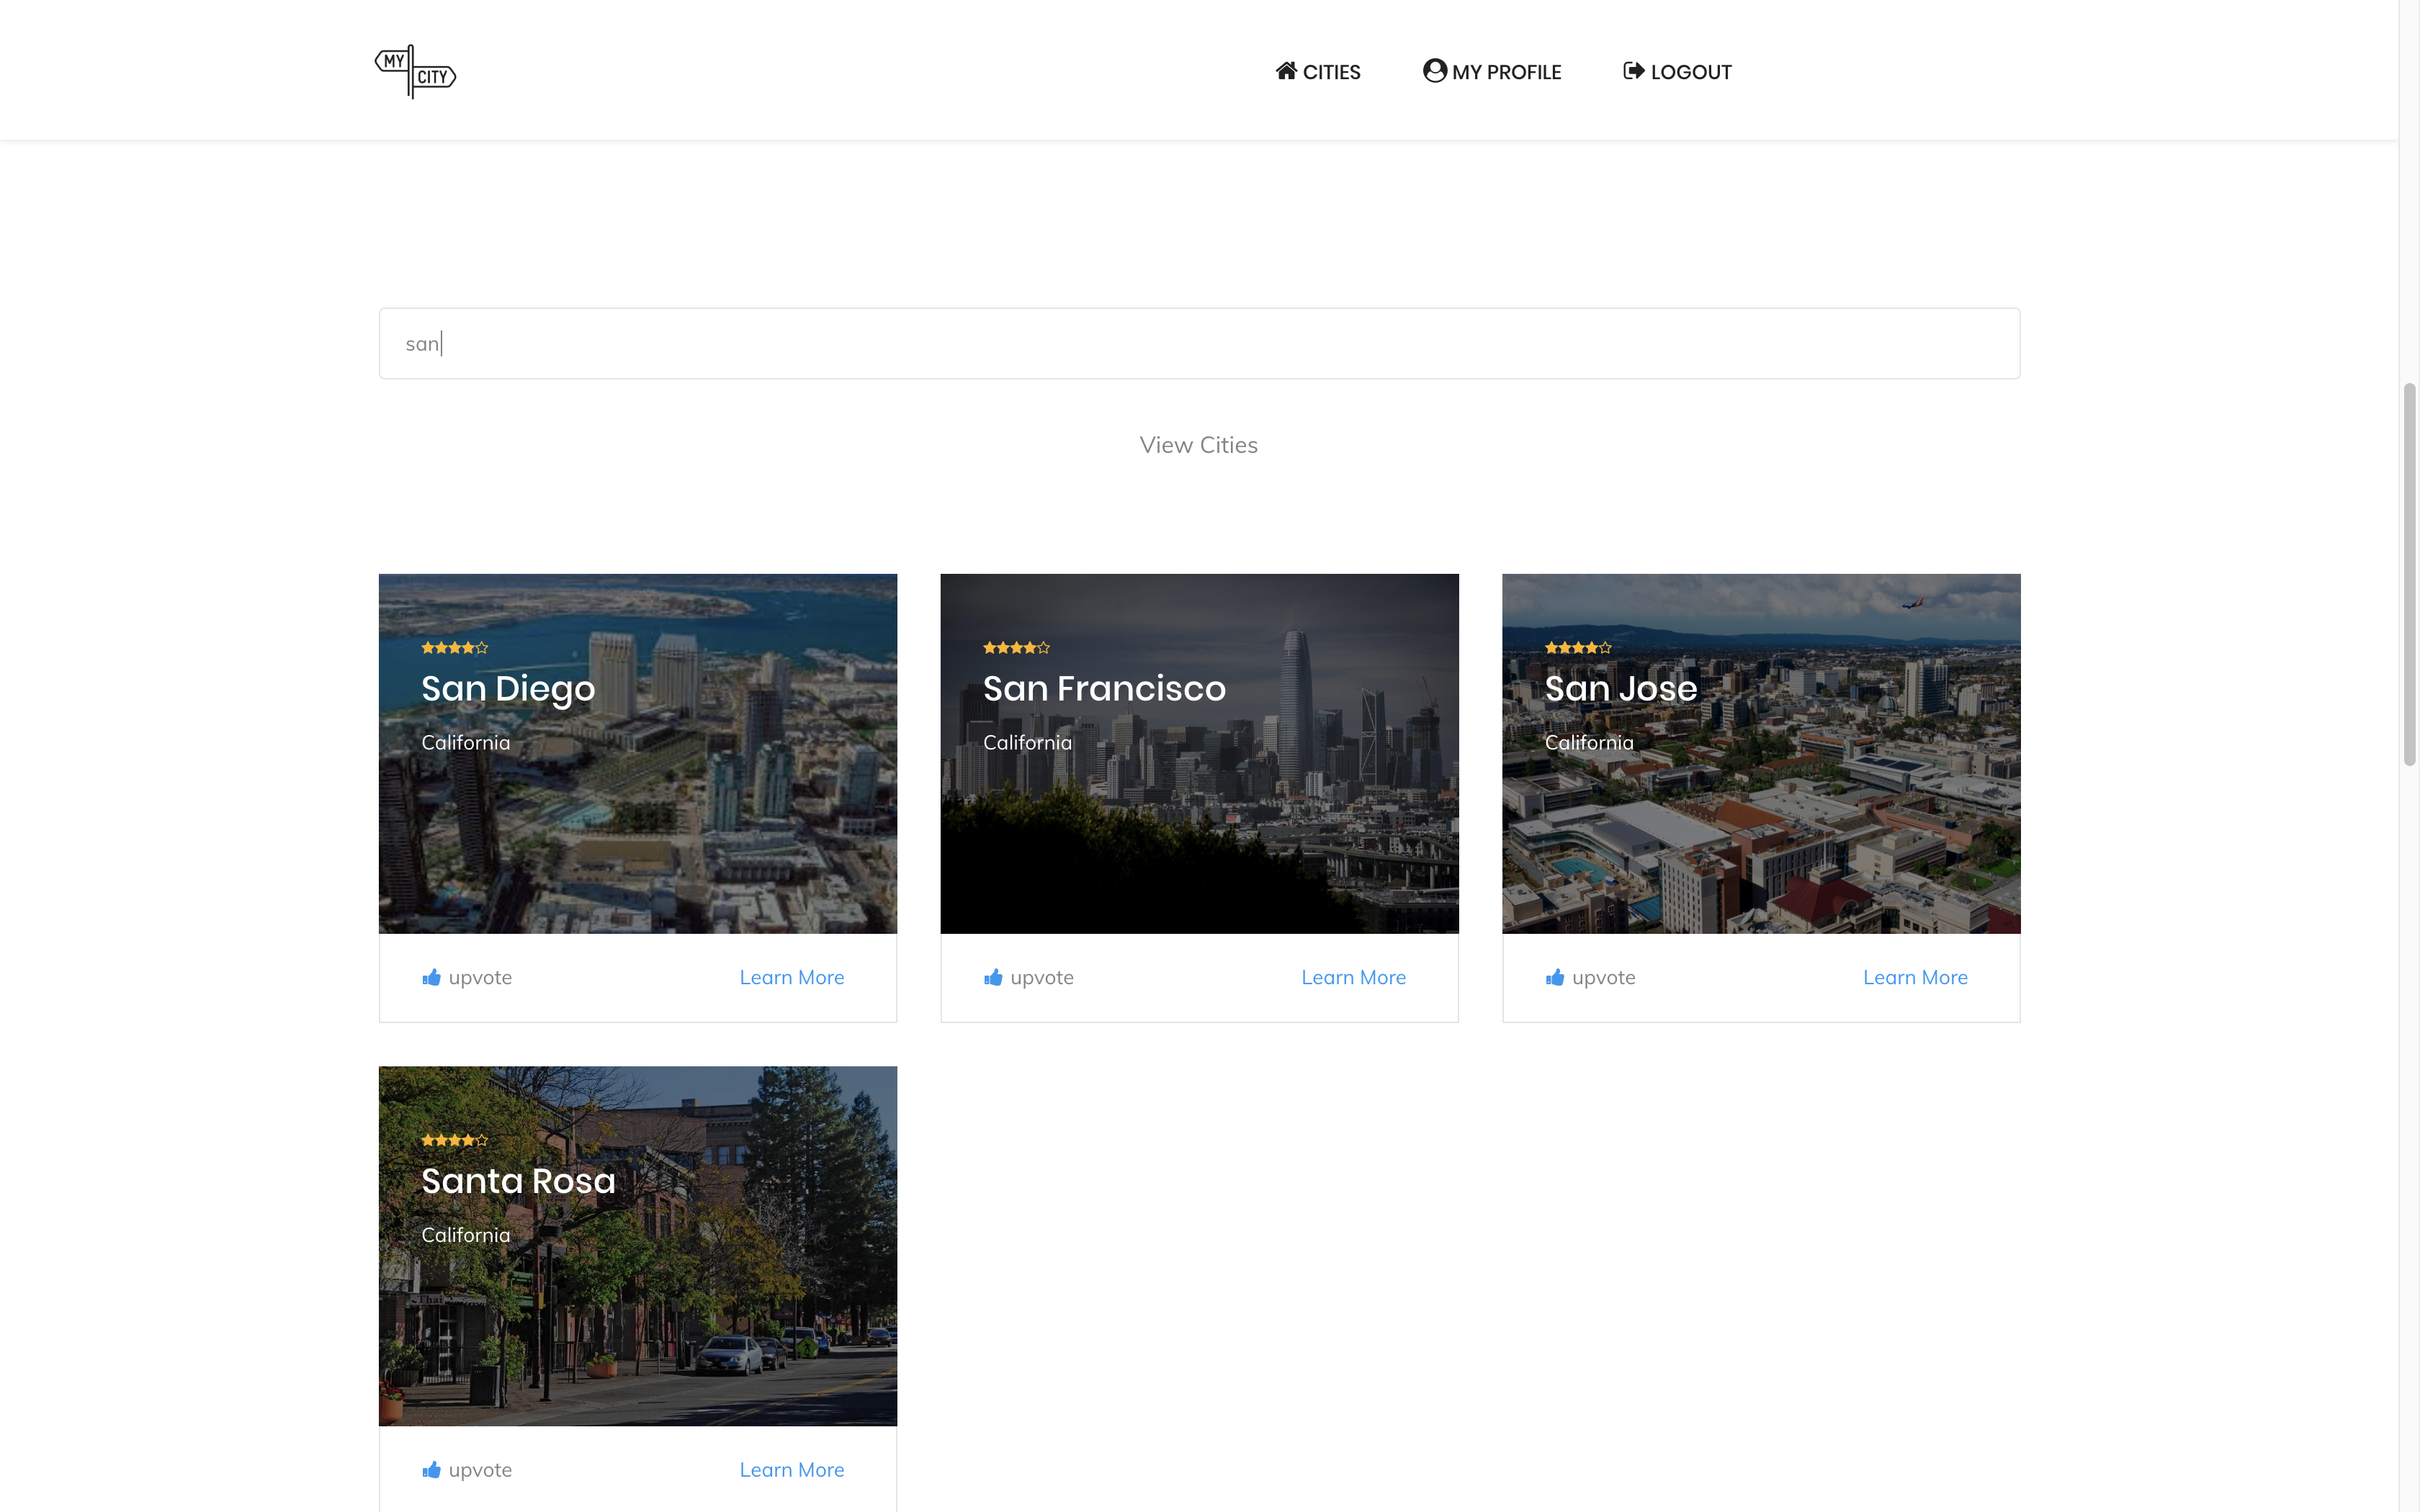 MY
CITY
CITIES
MY PROFILE
LOGOUT
san
View Cities
San Diego
California
upvote
Learn More
San Francisco
California
upvote
Learn More
San Jose
California
upvote
Learn More
Santa Rosa
California
Thai
upvote
Learn More